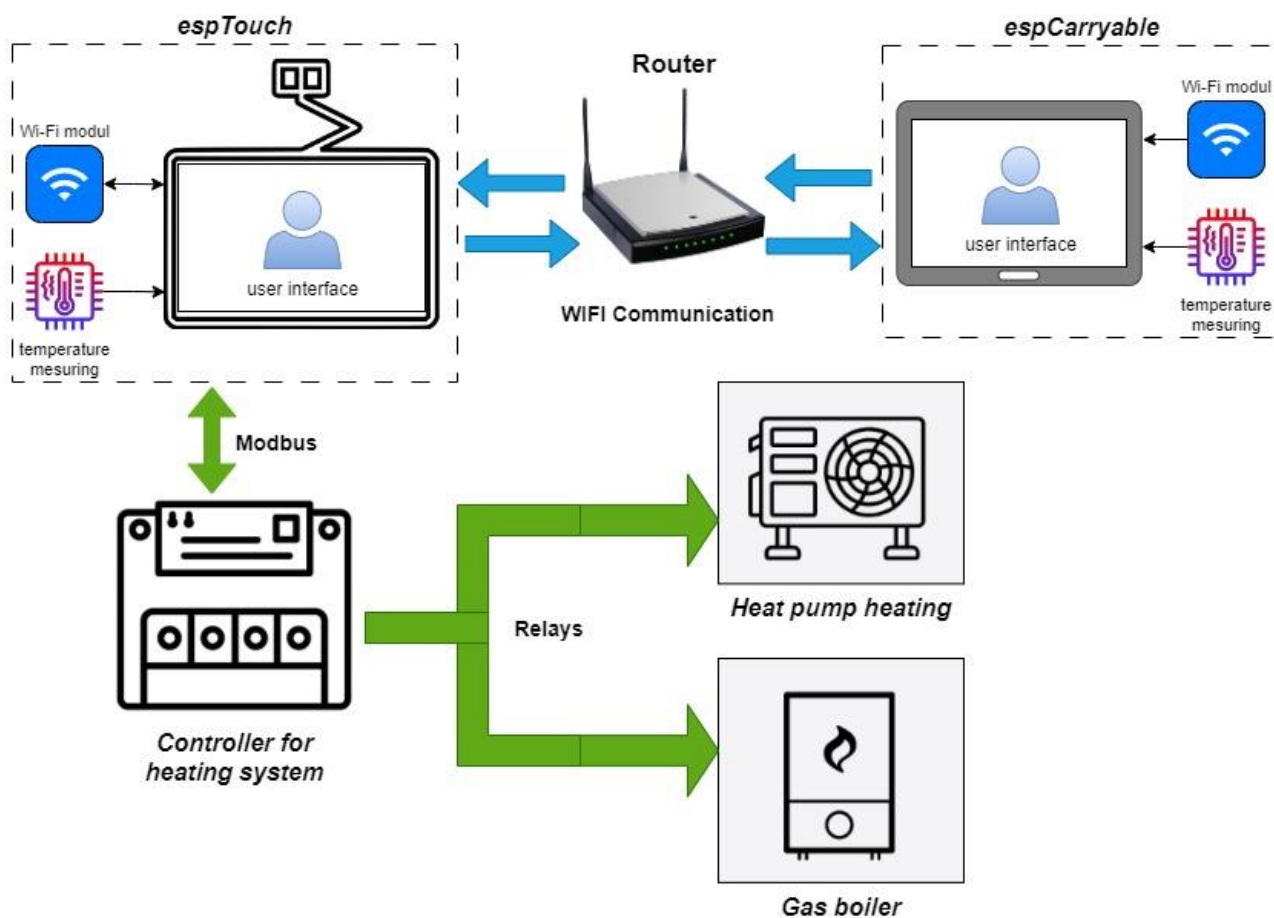 espTouch
espCarryable
Router
Wi-Fi modul
Wi-Fi modul
user interface
user interface
temperature
mesuring
WIFI Communication
temperature
mesuring
Modbus
Heat pump heating
Relays
Controller for
heating system
Gas boiler